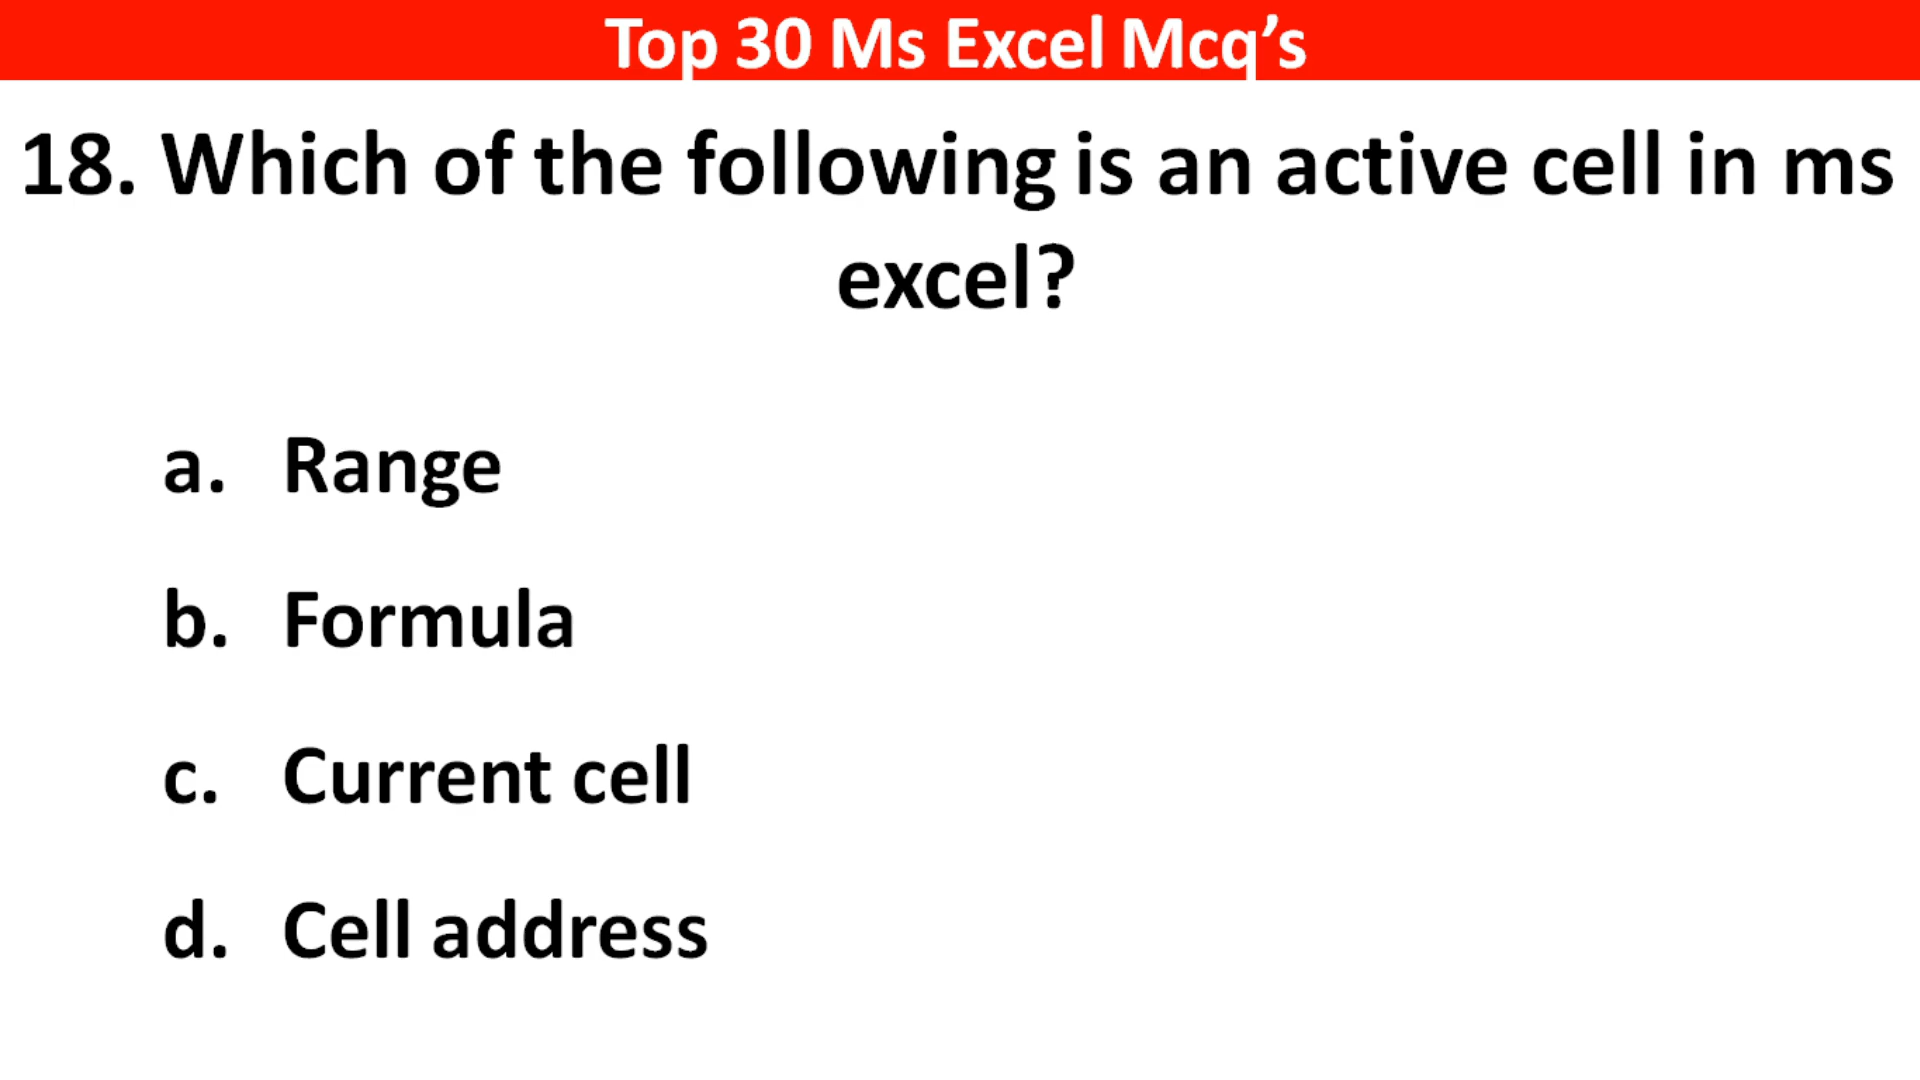 Top 30 Ms Excel Mcq’s
18. Which of the following is an active cell in ms
excel?
a. Range
b. Formula
c. Current cell
d. Cell address